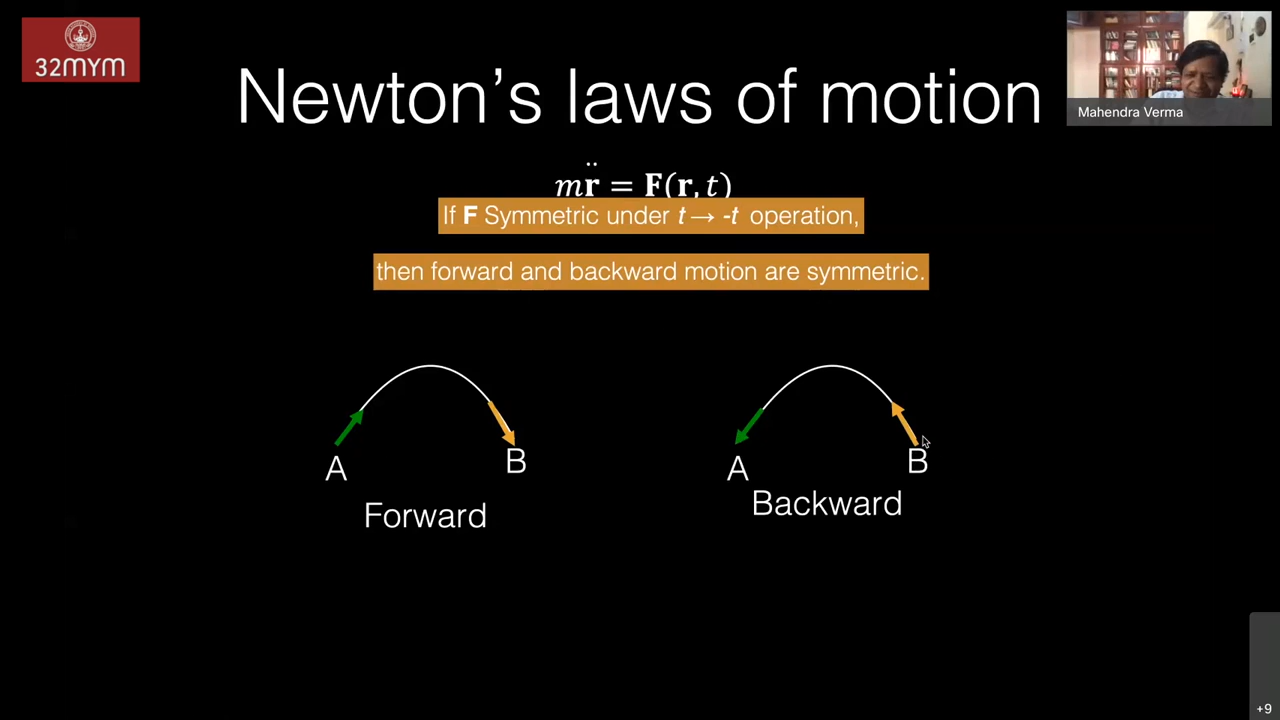 32MYM
Newton's laws of motion
Mahendra Verma
mr̈ = F(r, t)
If F Symmetric under t → -t operation,
then forward and backward motion are symmetric.
A
B
Forward
A
B
Backward
+9